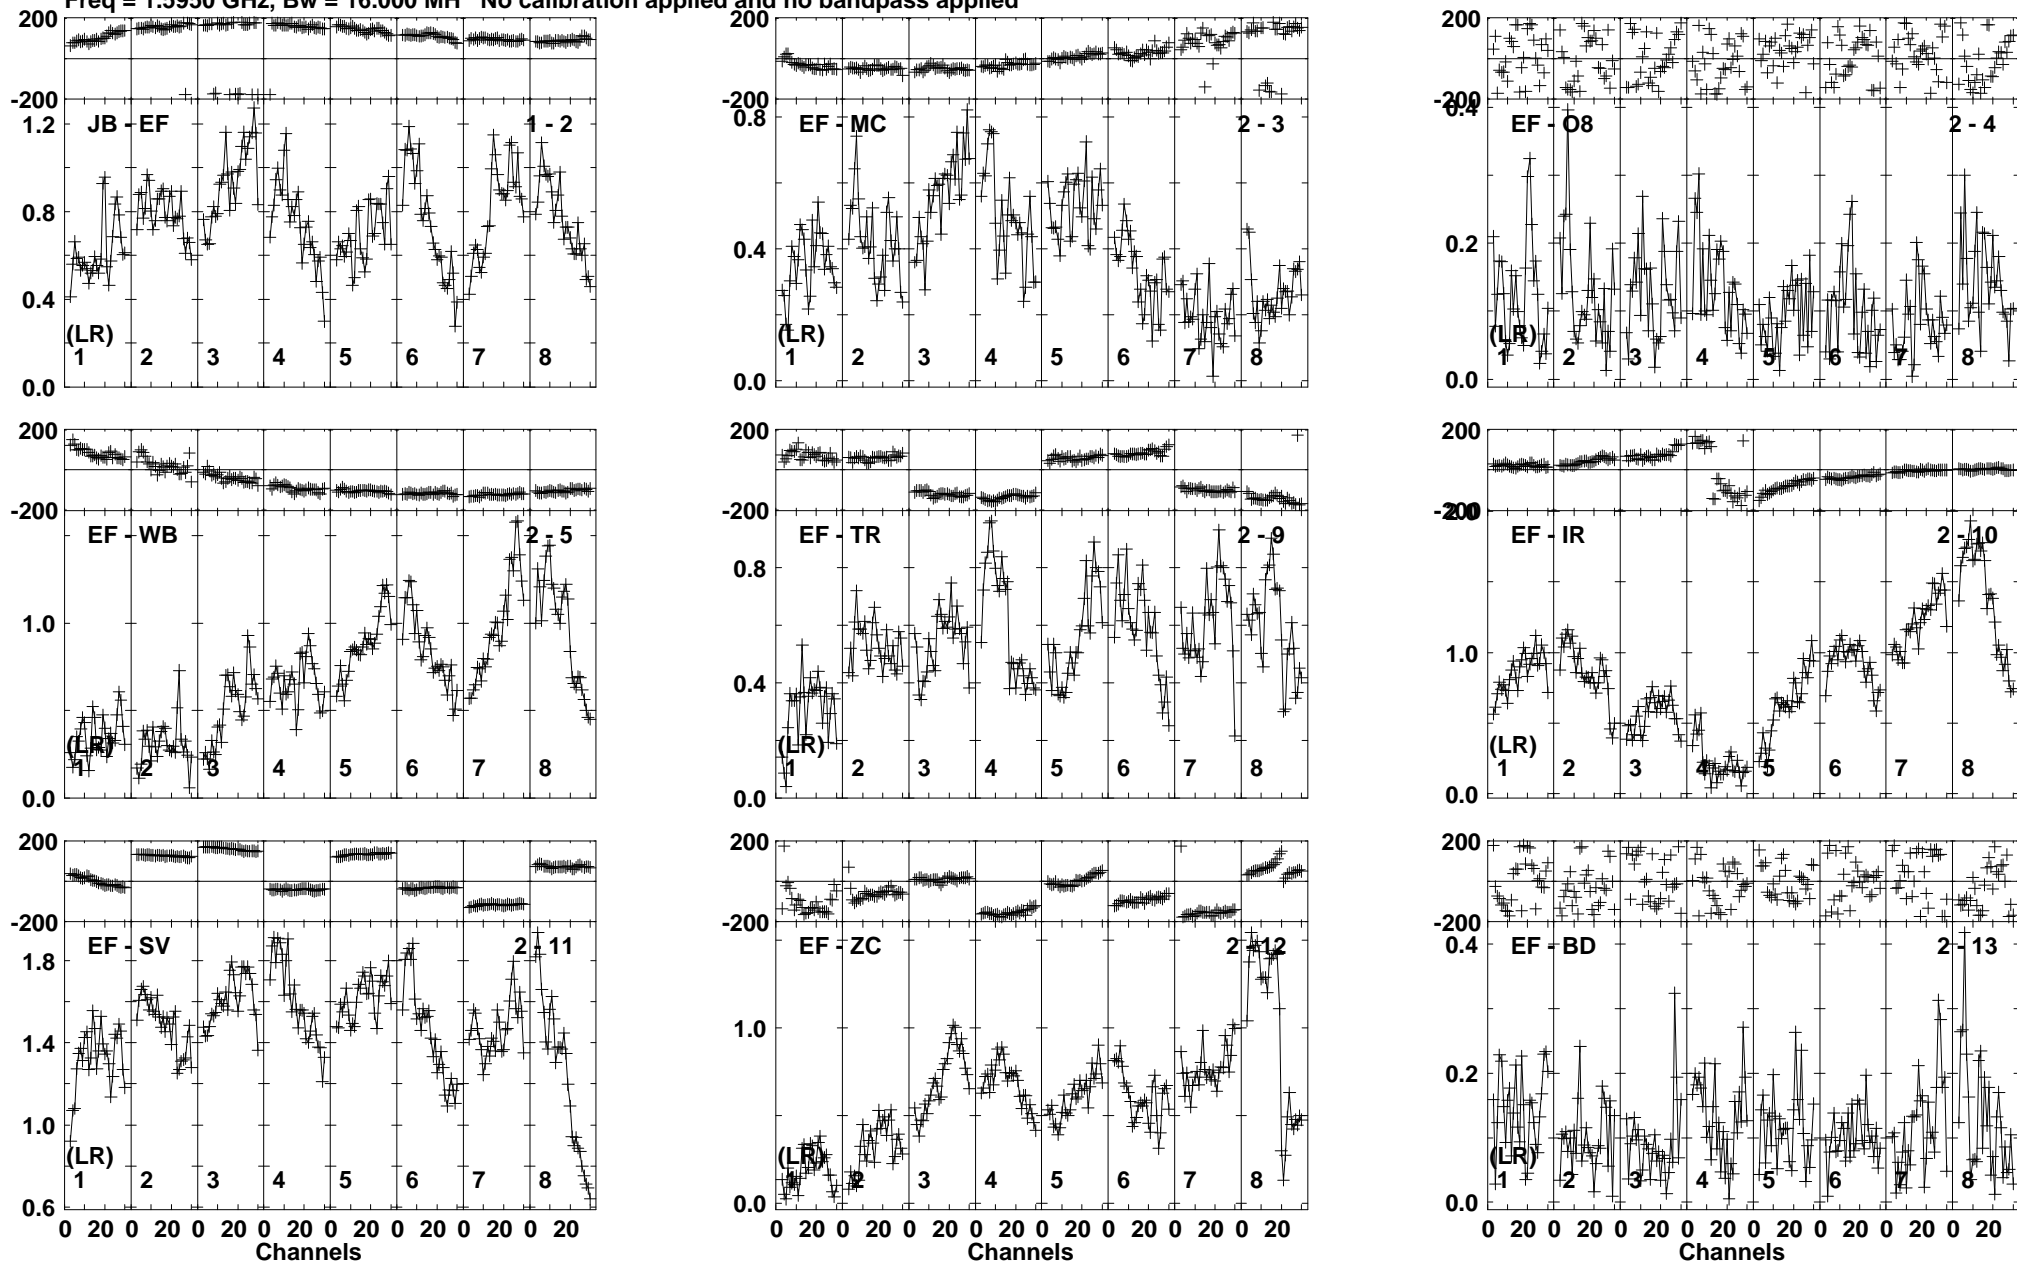 Freq = 1.5950 GHz, Bw = 16.000 MH   No calibration applied and no bandpass applied
200 200 200
-200 -200 -200
JB - EF 1 - 2 EF - MC 2 - 3 EF - O8 2 - 4
1.2 0.8 0.4
0.8 0.4 0.2
0.4
(LR) (LR) (LR)
1 2 3 4 5 6 7 8 1 2 3 4 5 6 7 8 1 2 3 4 5 6 7 8
0.0 0.0 0.0
200 200 200
-200 -200 -200
EF - WB 2 - 5 EF - TR 2 - 9 EF - IR 2 - 10
2.0
1.0 0.8 1.0
0.4
(LR) (LR) (LR)
1 2 3 4 5 6 7 8 1 2 3 4 5 6 7 8 1 2 3 4 5 6 7 8
0.0 0.0 0.0
200 200 200
-200 -200 -200
EF - SV 2 - 11 EF - ZC 2 - 12 EF - BD 2 - 13
1.8 1.0 0.4
1.4 0.2
1.0
(LR) (LR) (LR)
1 2 3 4 5 6 7 8 1 2 3 4 5 6 7 8 1 2 3 4 5 6 7 8
0.6 0.0 0.0
0 20 0 20 0 20 0 20 0 20 0 20 0 20 0 20 0 20 0 20 0 20 0 20 0 20 0 20 0 20 0 20 0 20 0 20 0 20 0 20 0 20 0 20 0 20 0 20
Channels Channels Channels